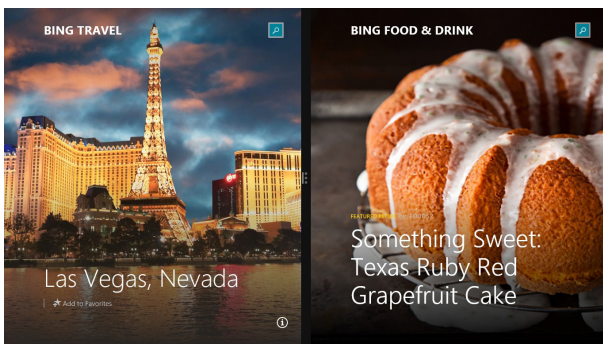 BING TRAVEL
Las Vegas, Nevada
Add to Favorites
BING FOOD & DRINK
Something Sweet:
Texas Ruby Red
Grapefruit Cake